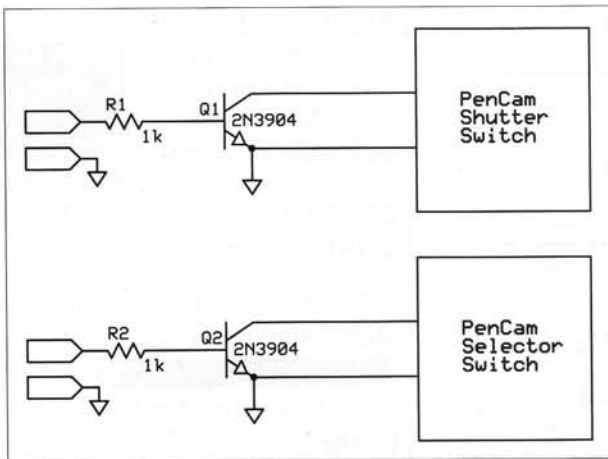 R1
1k
Q1
2N3904
PenCam
Shutter
Switch
R2
1k
Q2
2N3904
PenCam
Selector
Switch